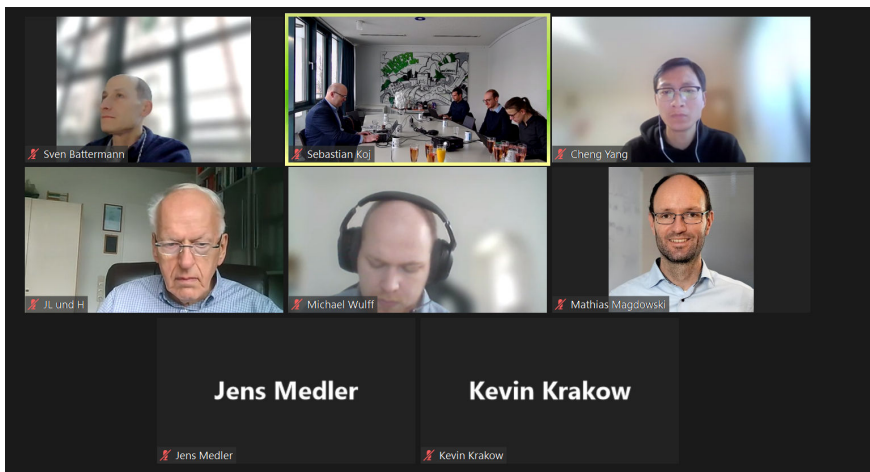 Sven Battermann
Sebastian Koj
Cheng Yang
JL und H
Michael Wulff
Mathias Magdowski
Jens Medler
Kevin Krakow
Jens Medler
Kevin Krakow